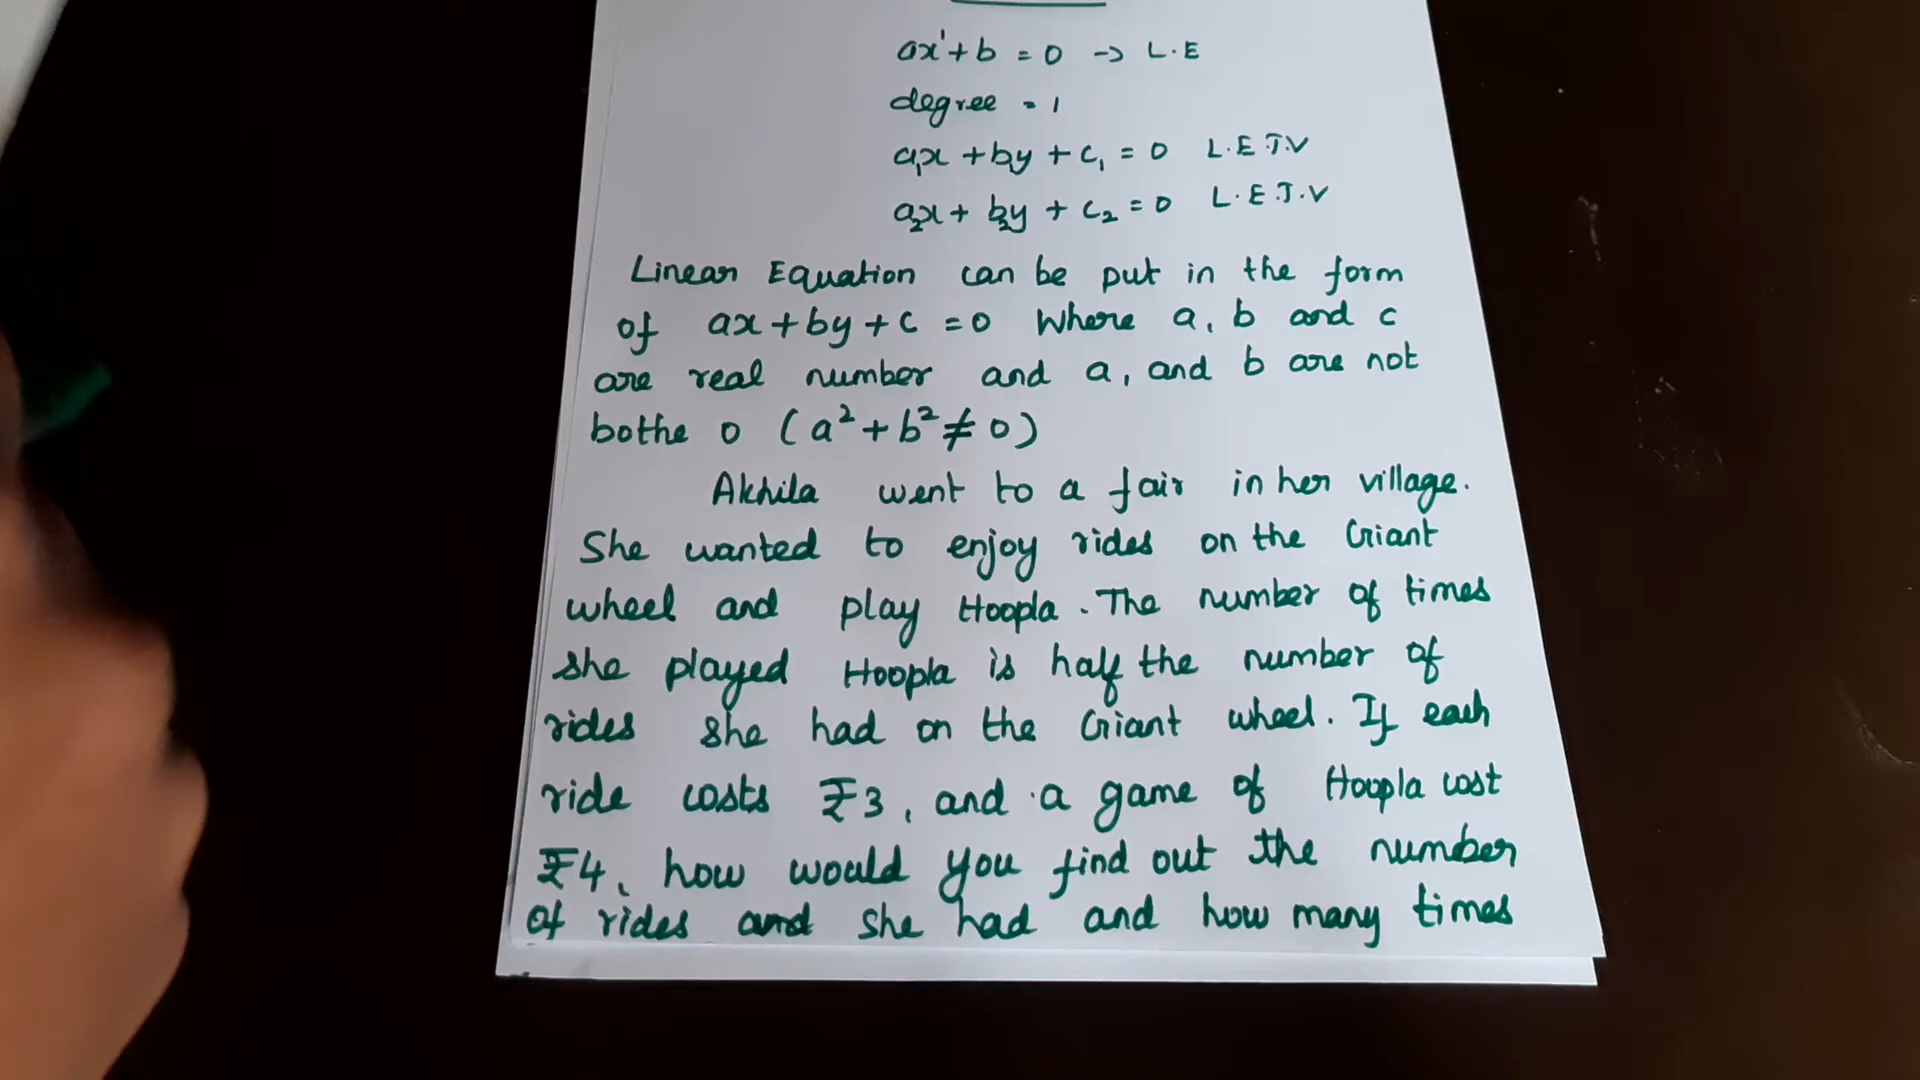 ax¹ + b = 0 -> L.E
degree = 1
a₁x + b₁y + c₁ = 0 L.E.T.V
a₂x + b₂y + c₂ = 0 L.E.T.V
Linear Equation can be put in the form
of ax + by + c = 0 Where a, b and c
are real number and a, and b are not
bothe 0 (a² + b² ≠ 0)
Akhila went to a fair in her village.
She wanted to enjoy rides on the Giant
wheel and play Hoopla. The number of times
she played Hoopla is half the number of
rides she had on the Giant wheel. If each
ride costs ₹3, and a game of Hoopla cost
₹4, how would you find out the number
of rides and she had and how many times